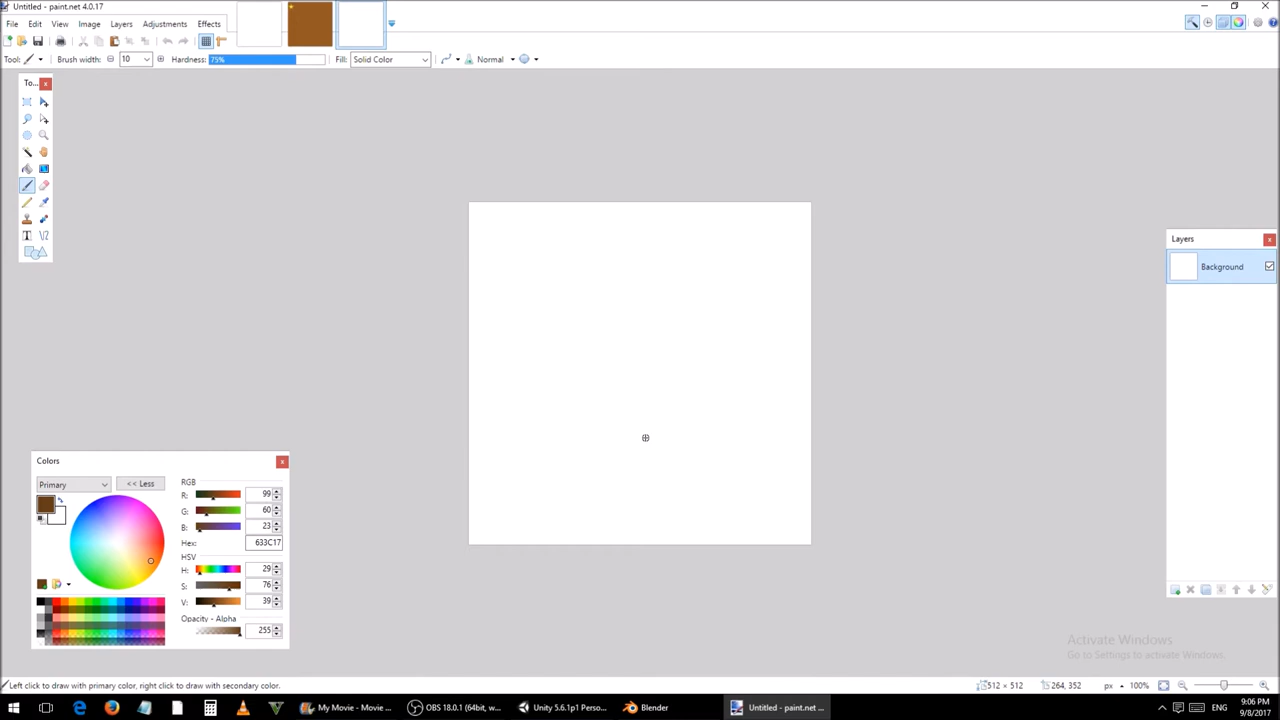 Untitled - paint.net 4.0.17
File Edit View Image Layers Adjustments Effects
Tool: Brush width: 10 Hardness: 75% Fill: Solid Color Normal
To...
Layers
Background
Colors
Primary << Less
RGB
R: 99
G: 60
B: 23
Hex: 633C17
HSV
H: 29
S: 76
V: 39
Opacity - Alpha
255
Activate Windows
Go to Settings to activate Windows.
Left click to draw with primary color, right click to draw with secondary color. 512 × 512 264, 352 px 100%
My Movie - Movie ... OBS 18.0.1 (64bit, w... Unity 5.6.1p1 Perso... Blender Untitled - paint.net ... ENG 9:06 PM
9/8/2017